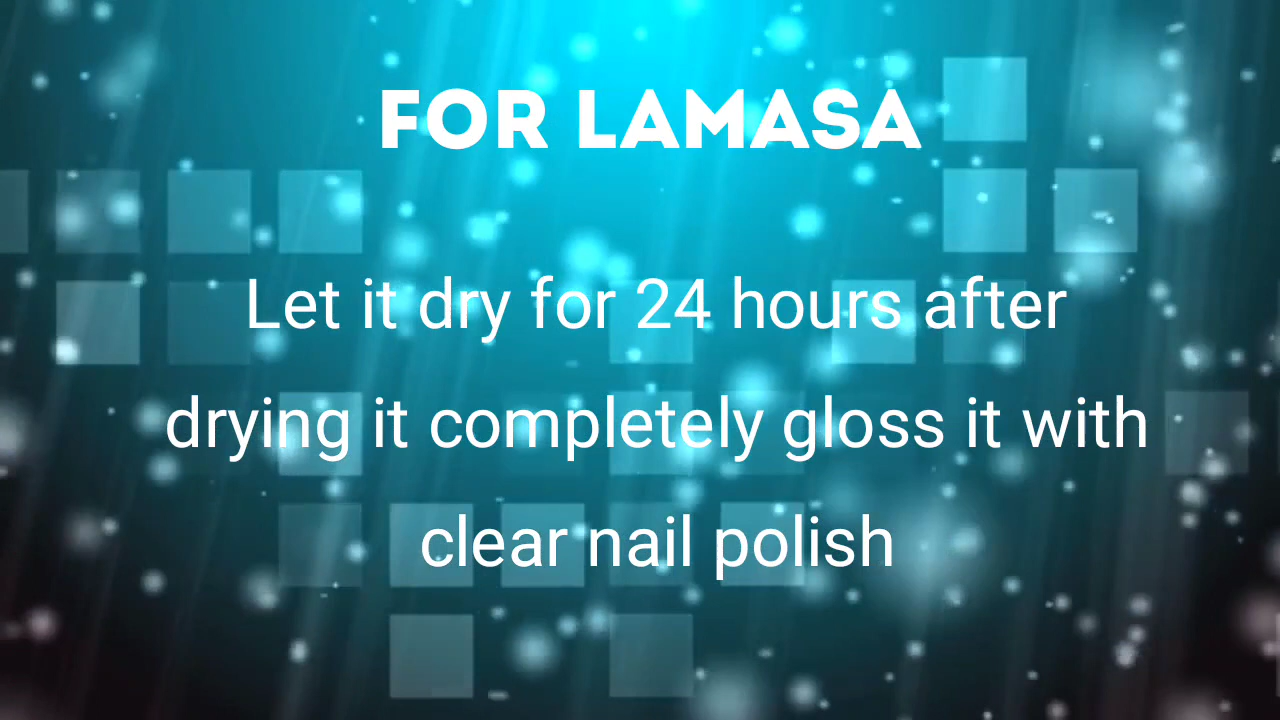 FOR LAMASA
Let it dry for 24 hours after
drying it completely gloss it with
clear nail polish